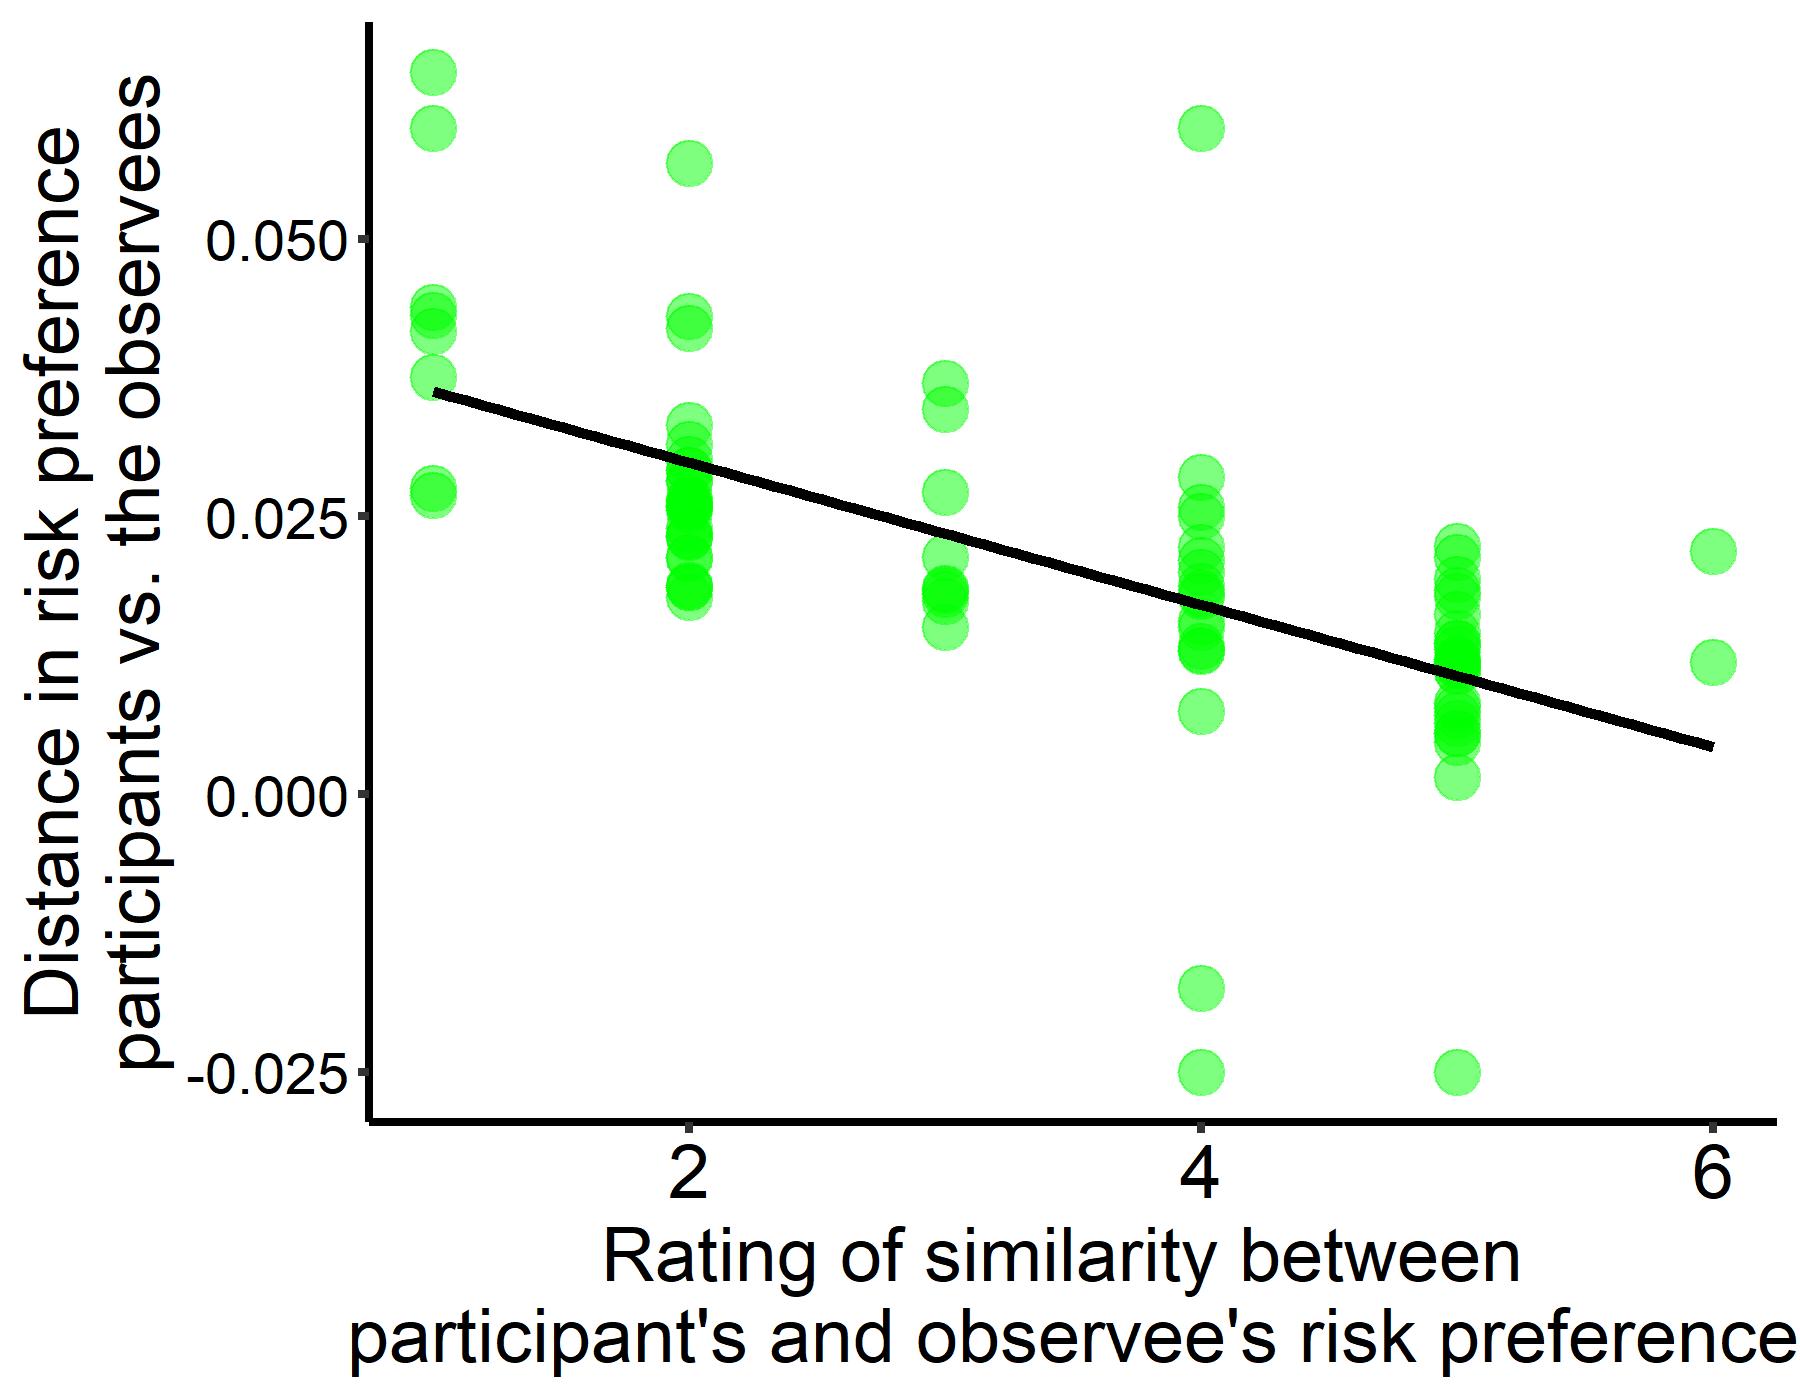 Distance in risk preference
participants vs. the observees
0.050
0.025
0.000
-0.025
2 4 6
Rating of similarity between
participant's and observee's risk preference